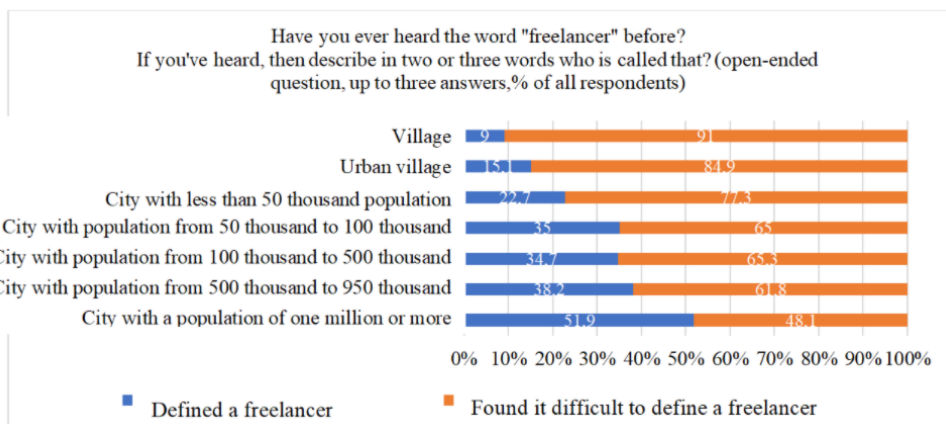 Have you ever heard the word "freelancer" before?
If you've heard, then describe in two or three words who is called that? (open-ended
question, up to three answers,% of all respondents)
Village 9 91
Urban village 15.1 84.9
City with less than 50 thousand population 22.7 77.3
City with population from 50 thousand to 100 thousand 35 65
City with population from 100 thousand to 500 thousand 34.7 65.3
City with population from 500 thousand to 950 thousand 38.2 61.8
City with a population of one million or more 51.9 48.1
0% 10% 20% 30% 40% 50% 60% 70% 80% 90% 100%
Defined a freelancer Found it difficult to define a freelancer